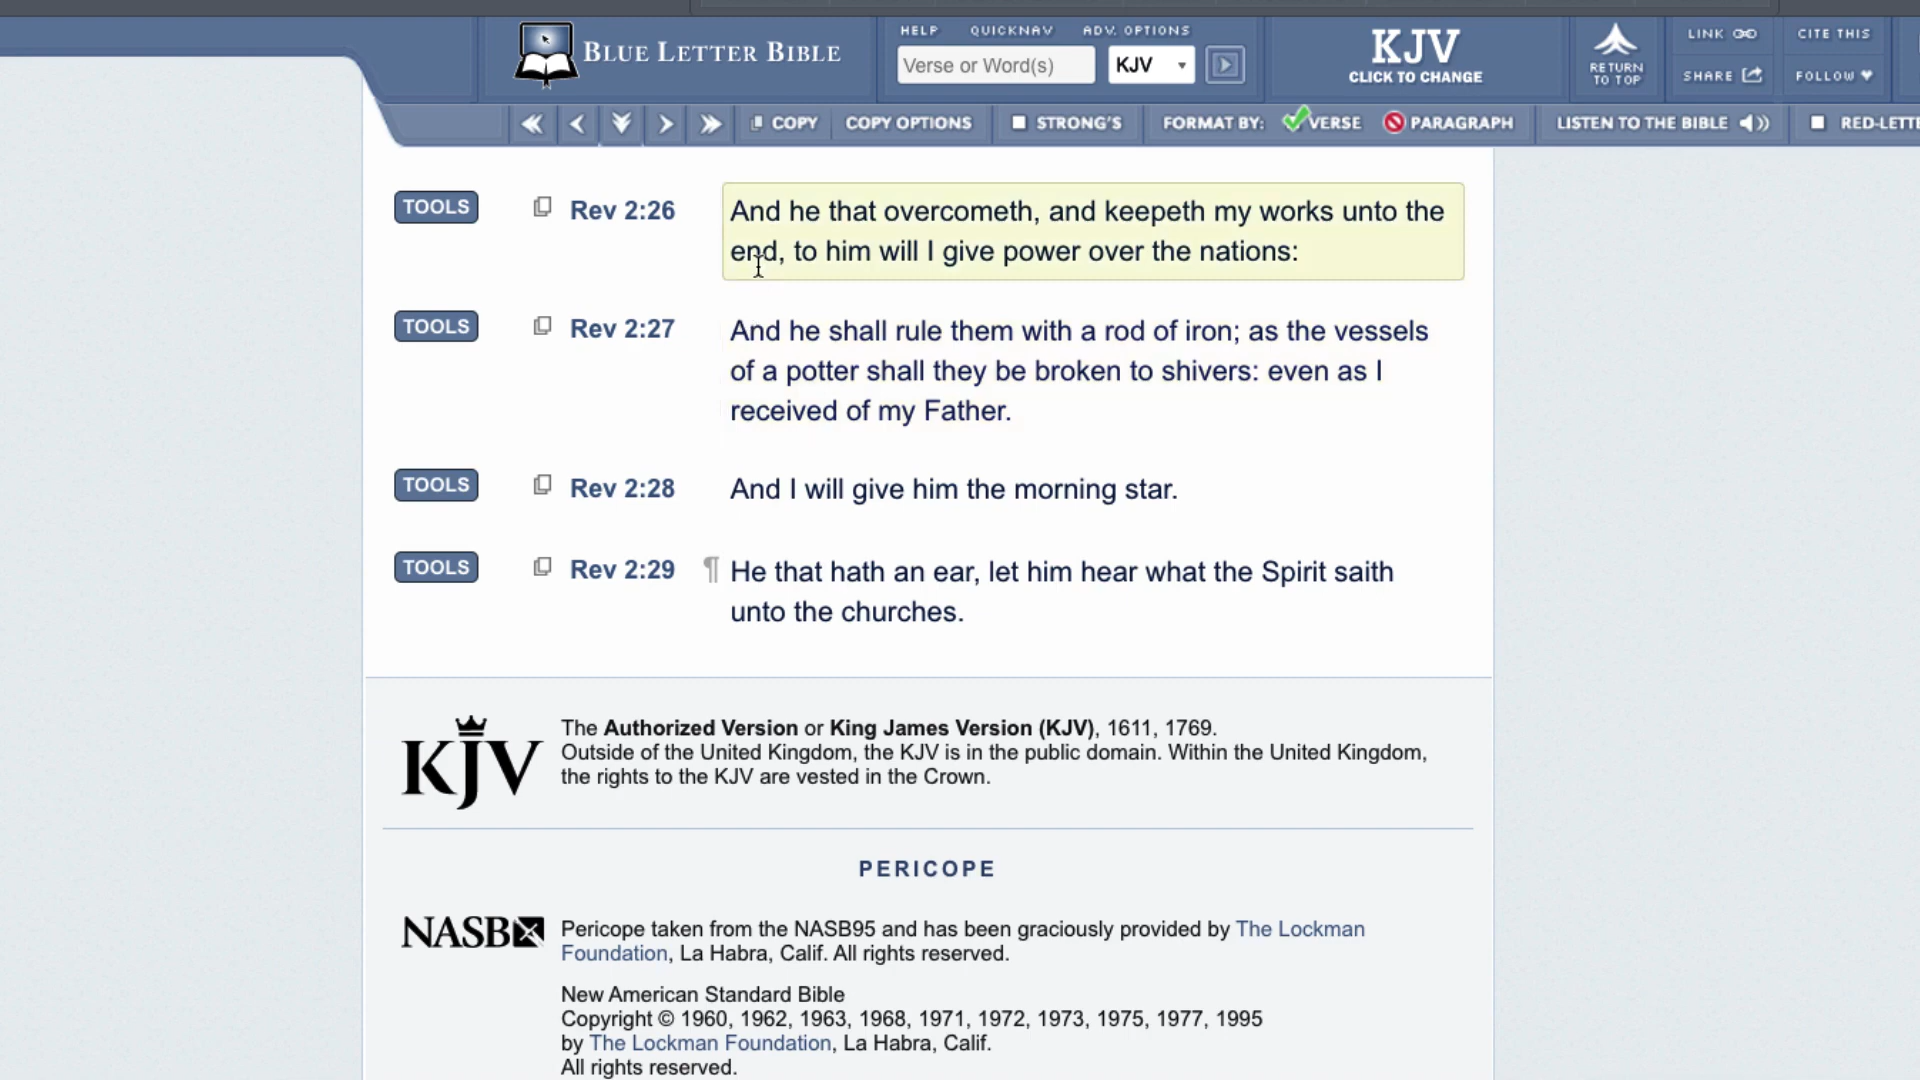 BLUE LETTER BIBLE
HELP QUICKNAV ADV. OPTIONS
Verse or Word(s) KJV
KJV
CLICK TO CHANGE
RETURN
TO TOP
LINK
SHARE
CITE THIS
FOLLOW
COPY COPY OPTIONS STRONG'S FORMAT BY: VERSE PARAGRAPH LISTEN TO THE BIBLE RED-LETTE
TOOLS Rev 2:26 And he that overcometh, and keepeth my works unto the
end, to him will I give power over the nations:
TOOLS Rev 2:27 And he shall rule them with a rod of iron; as the vessels
of a potter shall they be broken to shivers: even as I
received of my Father.
TOOLS Rev 2:28 And I will give him the morning star.
TOOLS Rev 2:29 ¶ He that hath an ear, let him hear what the Spirit saith
unto the churches.
KJV
The Authorized Version or King James Version (KJV), 1611, 1769.
Outside of the United Kingdom, the KJV is in the public domain. Within the United Kingdom,
the rights to the KJV are vested in the Crown.
PERICOPE
NASB
Pericope taken from the NASB95 and has been graciously provided by The Lockman
Foundation, La Habra, Calif. All rights reserved.
New American Standard Bible
Copyright © 1960, 1962, 1963, 1968, 1971, 1972, 1973, 1975, 1977, 1995
by The Lockman Foundation, La Habra, Calif.
All rights reserved.